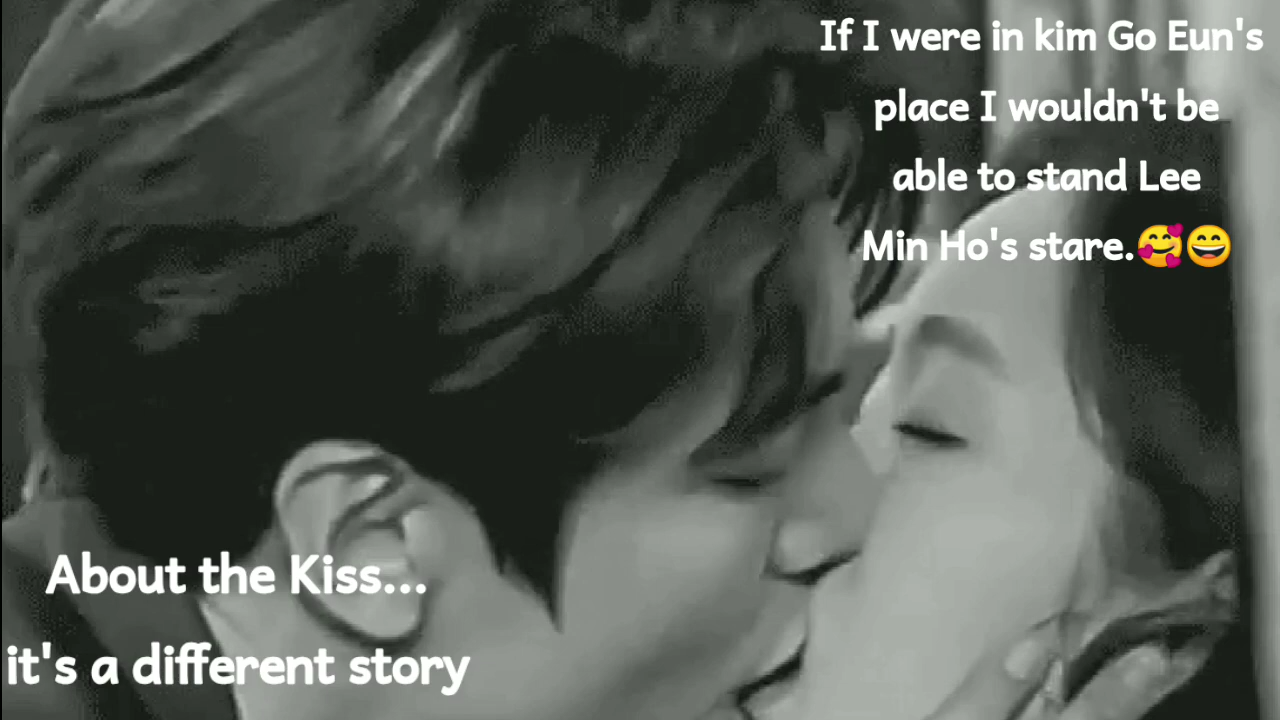 If I were in kim Go Eun's
place I wouldn't be
able to stand Lee
Min Ho's stare.🥰😄
About the Kiss...
it's a different story